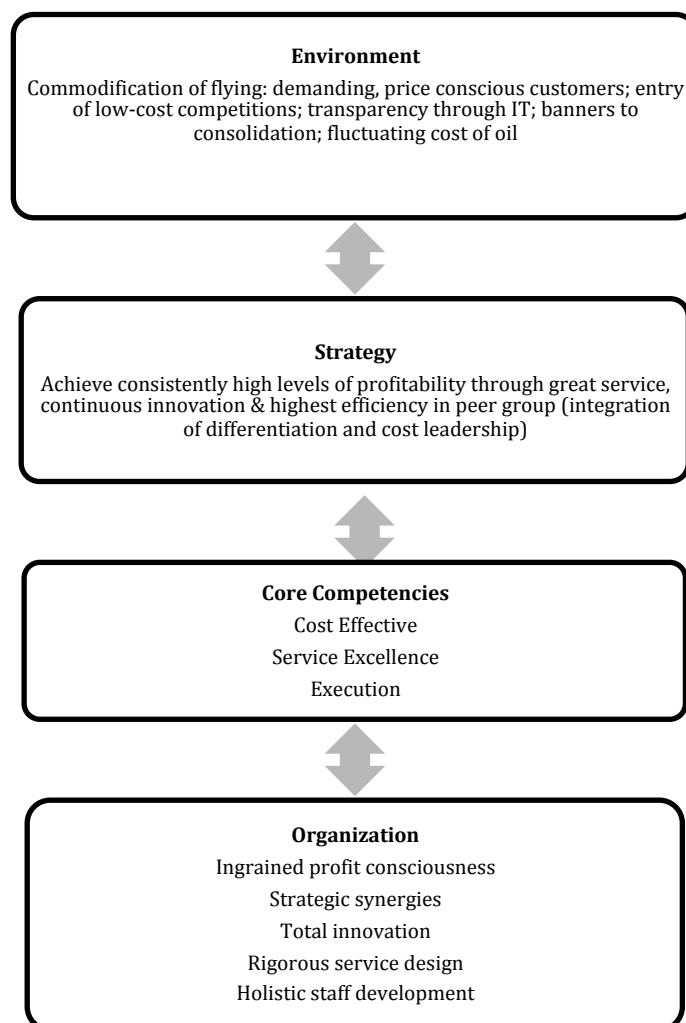 Environment
Commodification of flying: demanding, price conscious customers; entry
of low-cost competitions; transparency through IT; banners to
consolidation; fluctuating cost of oil
Strategy
Achieve consistently high levels of profitability through great service,
continuous innovation & highest efficiency in peer group (integration
of differentiation and cost leadership)
Core Competencies
Cost Effective
Service Excellence
Execution
Organization
Ingrained profit consciousness
Strategic synergies
Total innovation
Rigorous service design
Holistic staff development